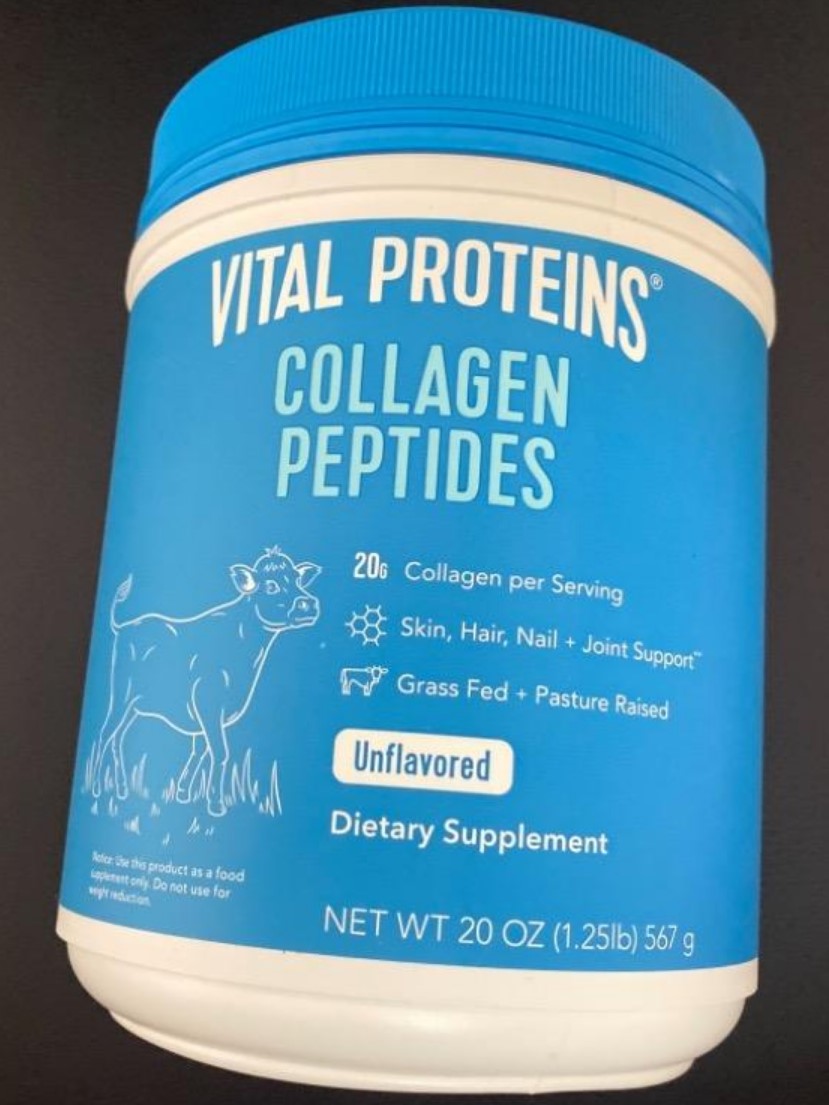 VITAL PROTEINS®
COLLAGEN
PEPTIDES
20G Collagen per Serving
Skin, Hair, Nail + Joint Support**
Grass Fed + Pasture Raised
Unflavored
Dietary Supplement
Notice: Use this product as a food
supplement only. Do not use for
weight reduction.
NET WT 20 OZ (1.25lb) 567 g